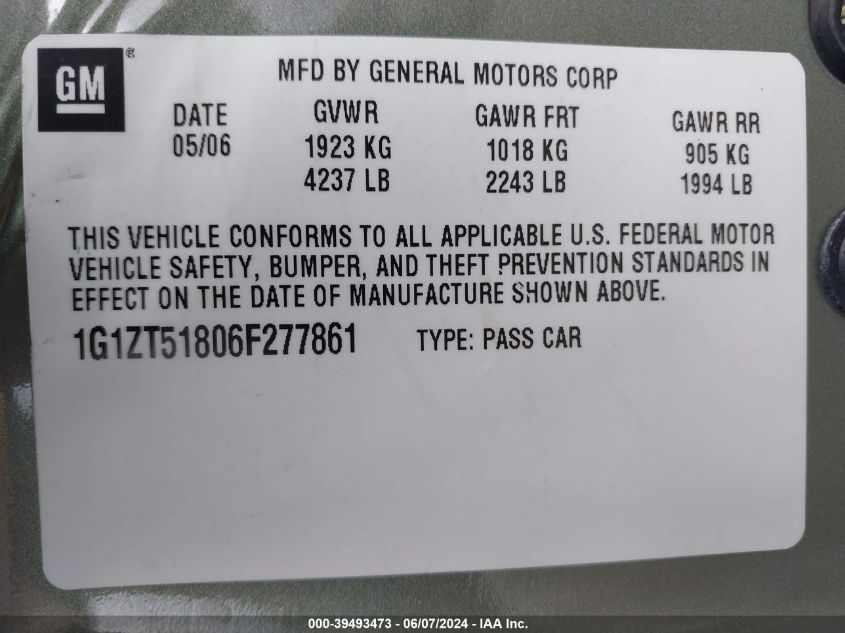 GM®
MFD BY GENERAL MOTORS CORP
DATE GVWR GAWR FRT GAWR RR
05/06 1923 KG 1018 KG 905 KG
4237 LB 2243 LB 1994 LB
THIS VEHICLE CONFORMS TO ALL APPLICABLE U.S. FEDERAL MOTOR
VEHICLE SAFETY, BUMPER, AND THEFT PREVENTION STANDARDS IN
EFFECT ON THE DATE OF MANUFACTURE SHOWN ABOVE.
1G1ZT51806F277861 TYPE: PASS CAR
000-39493473 - 06/07/2024 - IAA Inc.